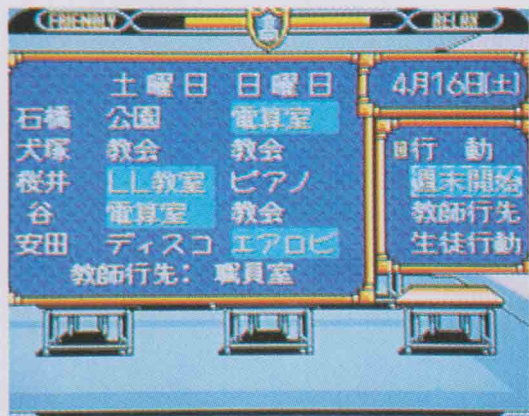 FRIENDLY
高
RELAX
土曜日 日曜日
石橋 公園 電算室
犬塚 教会 教会
桜井 LL教室 ピアノ
谷 電算室 教会
安田 ディスコ エアロビ
教師行先: 職員室
4月16日(土)
行 動
週末開始
教師行先
生徒行動